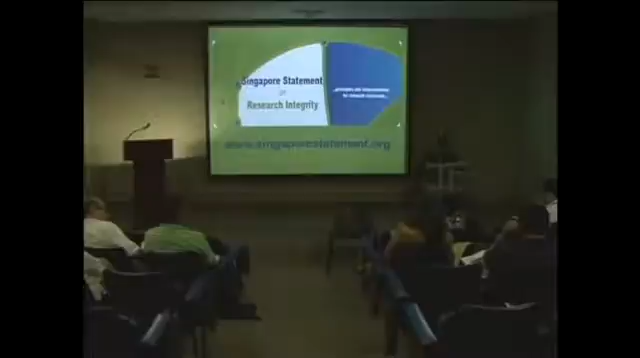 Singapore Statement
on
Research Integrity
www.singaporestatement.org